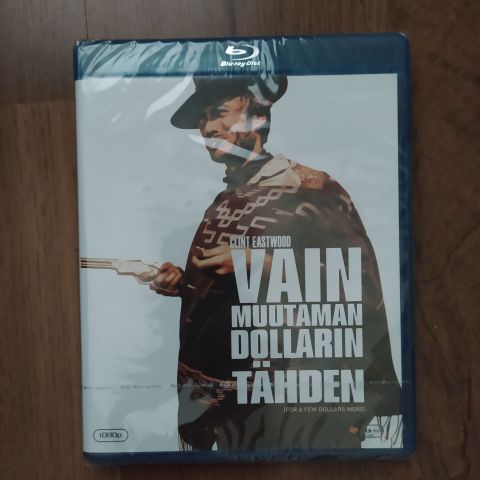 Blu-ray Disc
CLINT EASTWOOD
VAIN
MUUTAMAN
DOLLARIN
TÄHDEN
(FOR A FEW DOLLARS MORE)
1080p